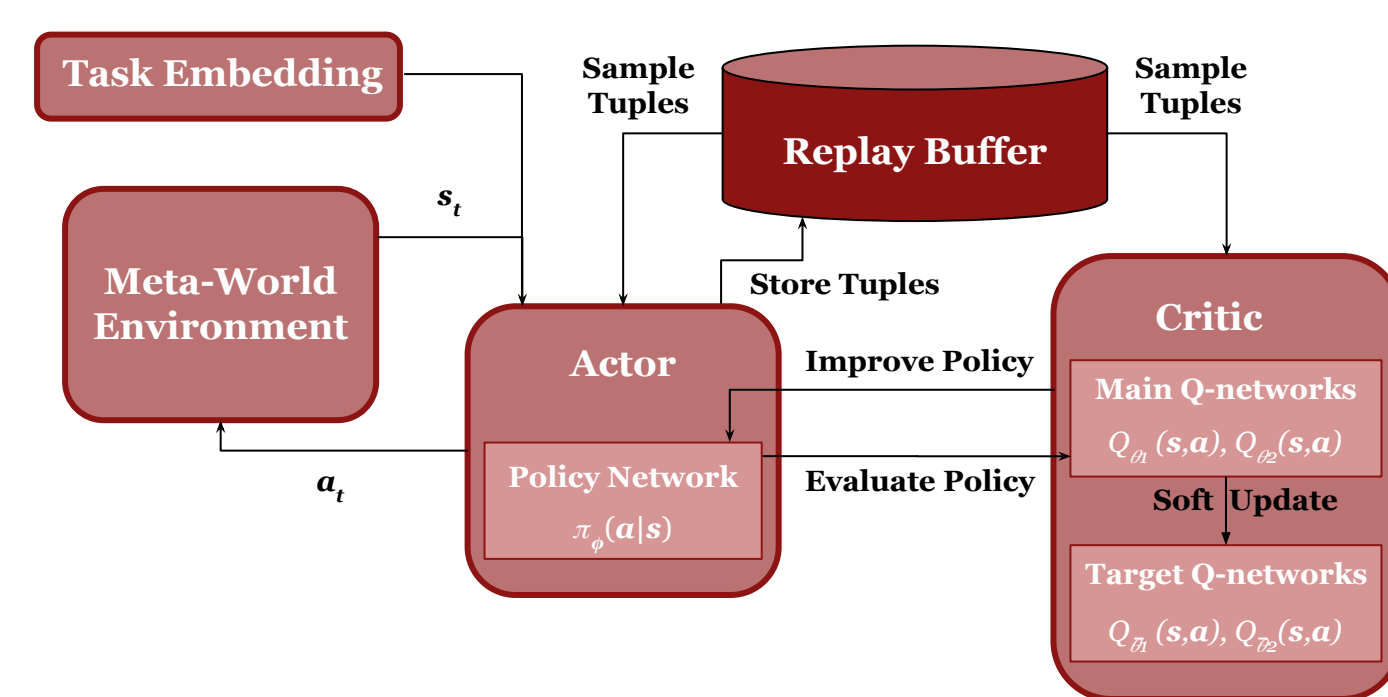 Task Embedding
Sample
Tuples
Replay Buffer
Sample
Tuples
s_t
Meta-World
Environment
Store Tuples
Actor
Critic
Improve Policy
Main Q-networks
Q_θ1 (s,a), Q_θ2(s,a)
a_t
Policy Network
π_ϕ(a|s)
Evaluate Policy
Soft Update
Target Q-networks
Q_θ̄1 (s,a), Q_θ̄2(s,a)